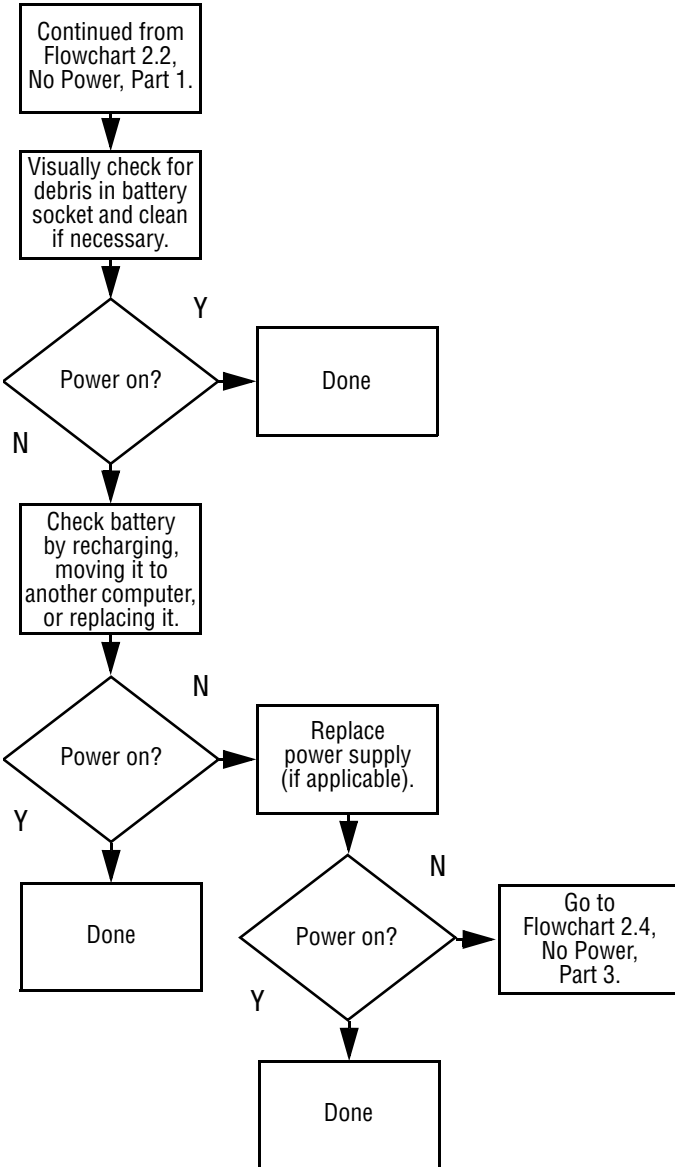 Continued from
Flowchart 2.2,
No Power, Part 1.
Visually check for
debris in battery
socket and clean
if necessary.
Y
Power on?
Done
N
Check battery
by recharging,
moving it to
another computer,
or replacing it.
N
Power on?
Replace
power supply
(if applicable).
Y
Done
N
Power on?
Go to
Flowchart 2.4,
No Power,
Part 3.
Y
Done